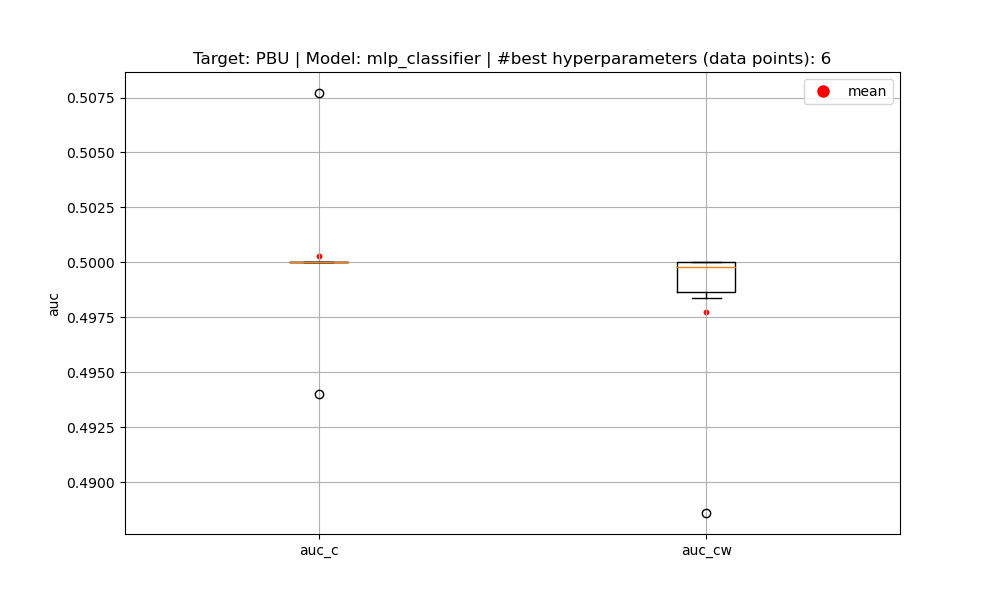 Target: PBU | Model: mlp_classifier | #best hyperparameters (data points): 6
mean
0.5075
0.5050
0.5025
0.5000
0.4975
0.4950
0.4925
0.4900
auc
auc_c
auc_cw